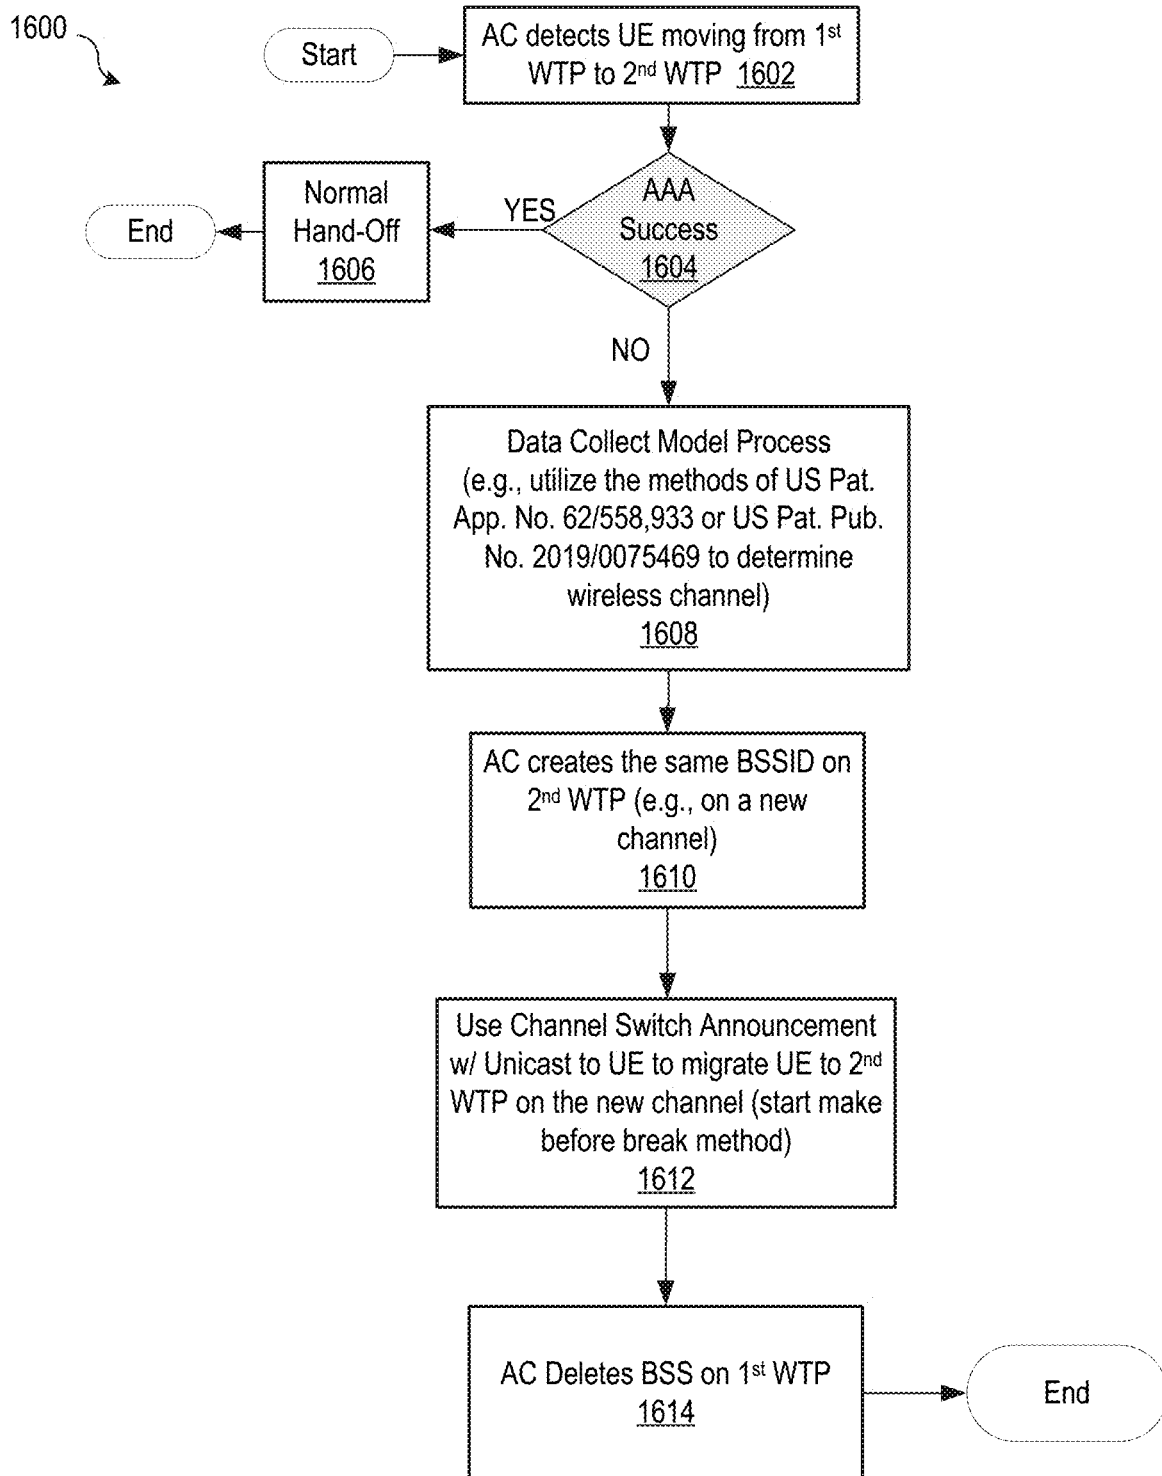 1600
Start
AC detects UE moving from 1st
WTP to 2nd WTP 1602
AAA
Success
1604
YES
Normal
Hand-Off
1606
End
NO
Data Collect Model Process
(e.g., utilize the methods of US Pat.
App. No. 62/558,933 or US Pat. Pub.
No. 2019/0075469 to determine
wireless channel)
1608
AC creates the same BSSID on
2nd WTP (e.g., on a new
channel)
1610
Use Channel Switch Announcement
w/ Unicast to UE to migrate UE to 2nd
WTP on the new channel (start make
before break method)
1612
AC Deletes BSS on 1st WTP
1614
End